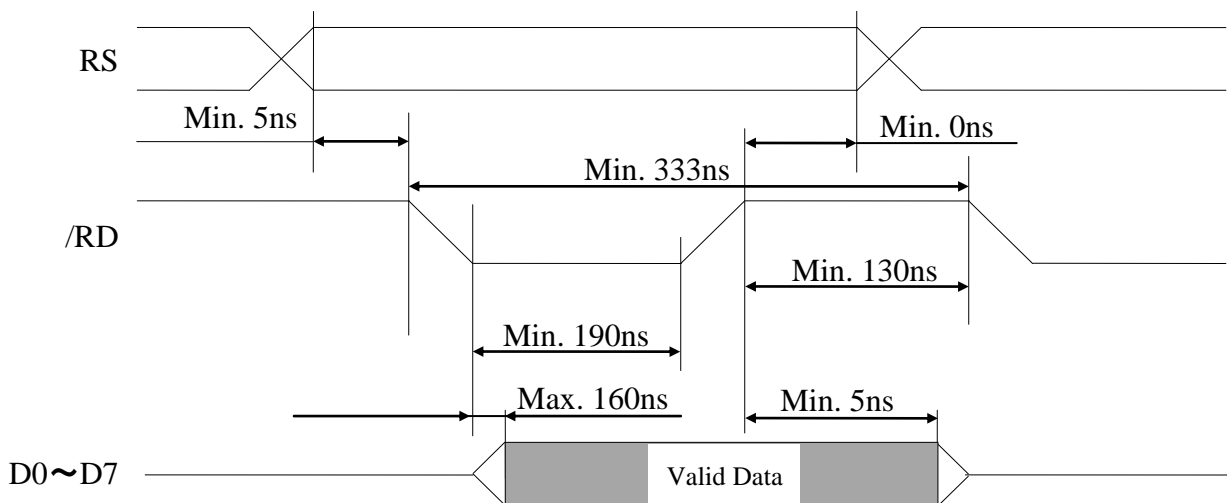 RS
Min. 5ns
Min. 0ns
Min. 333ns
/RD
Min. 130ns
Min. 190ns
Max. 160ns
Min. 5ns
D0～D7
Valid Data